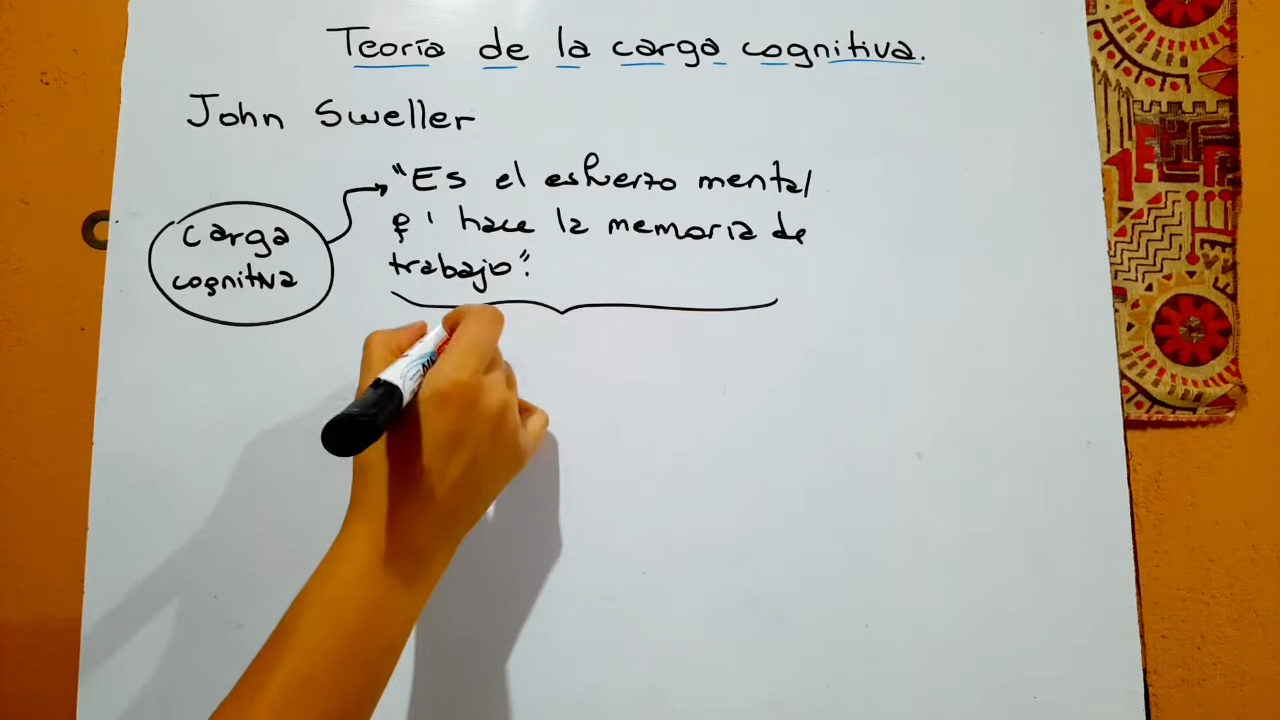 Teoría de la carga cognitiva.
John Sweller
"Es el esfuerzo mental
q' hace la memoria de
trabajo".
Carga
cognitiva